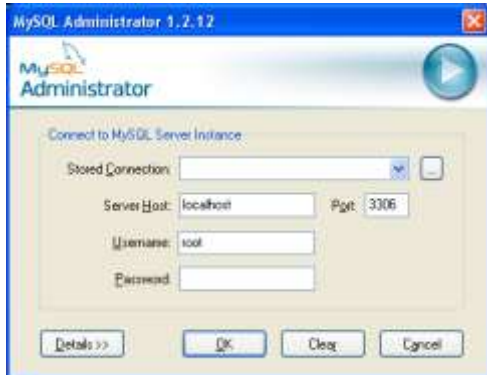 MySQL Administrator 1.2.12
MySQL
Administrator
Connect to MySQL Server Instance
Stored Connection:
...
Server Host: localhost Port: 3306
Username: root
Password:
Details >> OK Clear Cancel